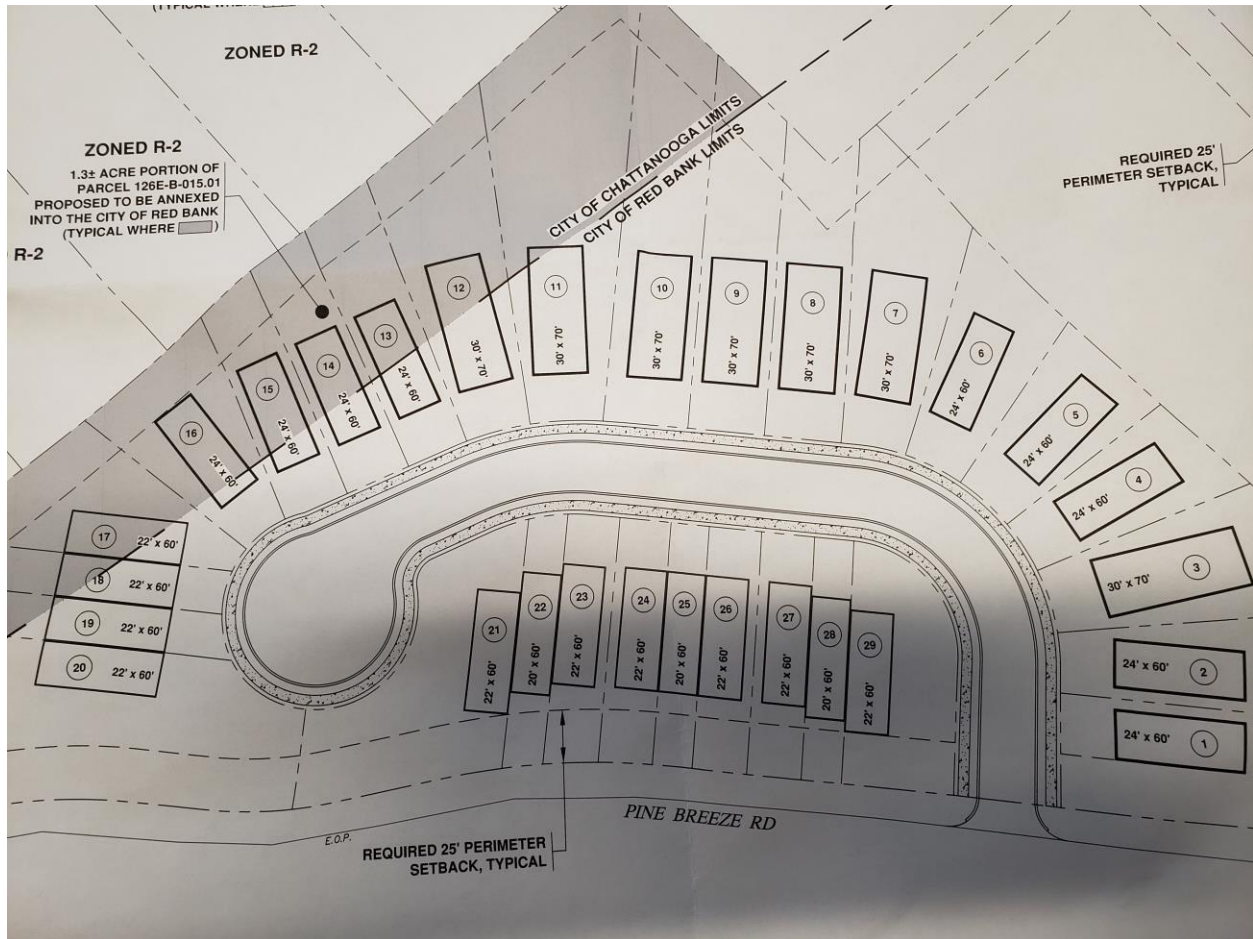 (TYPICAL WHERE
ZONED R-2
ZONED R-2
1.3± ACRE PORTION OF
PARCEL 126E-B-015.01
PROPOSED TO BE ANNEXED
INTO THE CITY OF RED BANK
(TYPICAL WHERE )
R-2
CITY OF CHATTANOOGA LIMITS
CITY OF RED BANK LIMITS
REQUIRED 25'
PERIMETER SETBACK,
TYPICAL
12
30' x 70'
11
30' x 70'
10
30' x 70'
9
30' x 70'
8
30' x 70'
7
30' x 70'
6
24' x 60'
5
24' x 60'
4
24' x 60'
3
30' x 70'
2
24' x 60'
1
24' x 60'
13
24' x 60'
14
24' x 60'
15
24' x 60'
16
24' x 60'
17 22' x 60'
18 22' x 60'
19 22' x 60'
20 22' x 60'
21
22' x 60'
22
20' x 60'
23
22' x 60'
24
22' x 60'
25
20' x 60'
26
22' x 60'
27
22' x 60'
28
20' x 60'
29
22' x 60'
PINE BREEZE RD
E.O.P.
REQUIRED 25' PERIMETER
SETBACK, TYPICAL